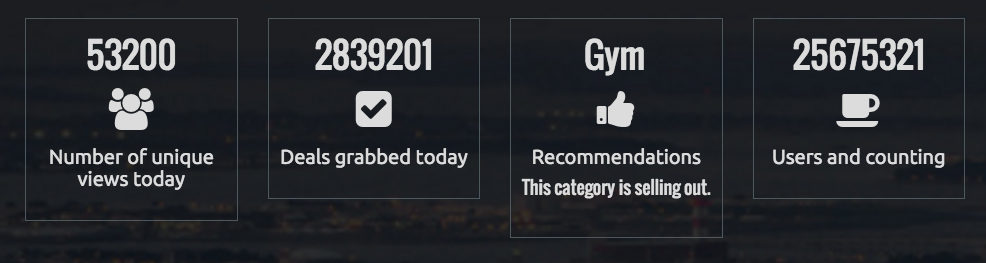 53200
Number of unique
views today
2839201
Deals grabbed today
Gym
Recommendations
This category is selling out.
25675321
Users and counting